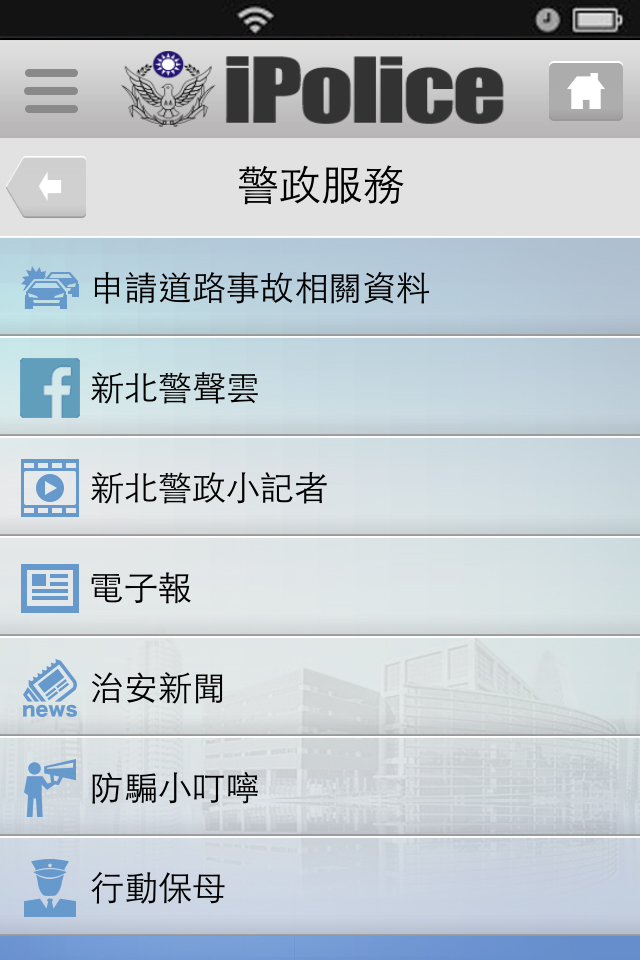 iPolice
警政服務
申請道路事故相關資料
新北警聲雲
新北警政小記者
電子報
治安新聞
news
防騙小叮嚀
行動保母